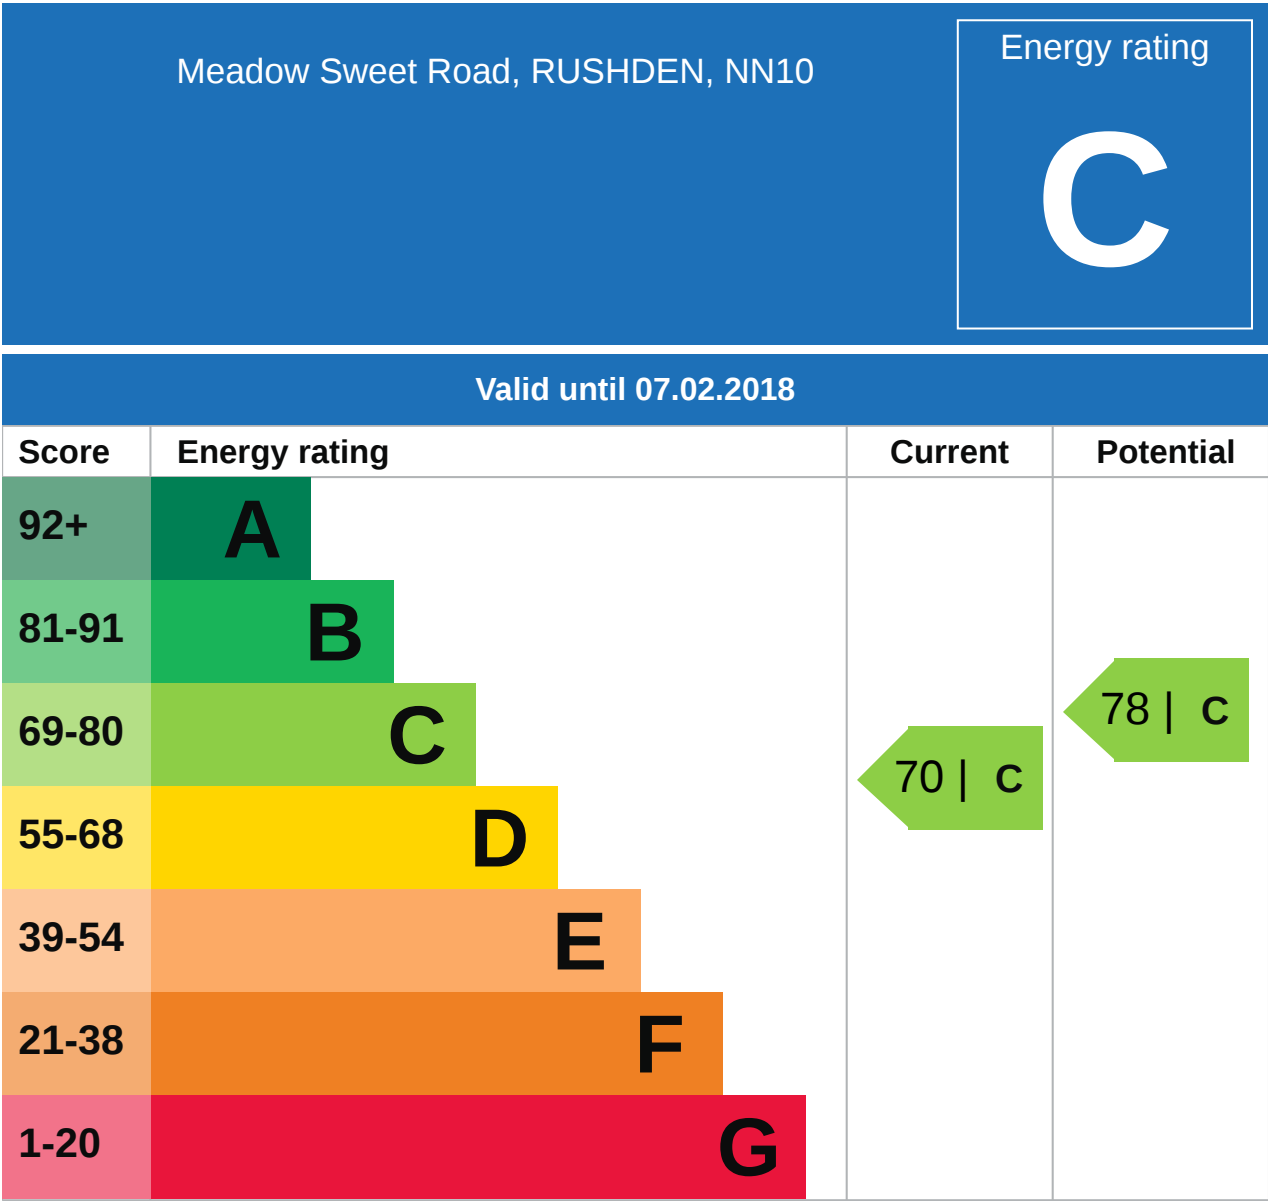 Meadow Sweet Road, RUSHDEN, NN10
Energy rating
C
Valid until 07.02.2018
Score Energy rating Current Potential
92+ A
81-91 B
69-80 C
55-68 D
39-54 E
21-38 F
1-20 G
70 | C
78 | C